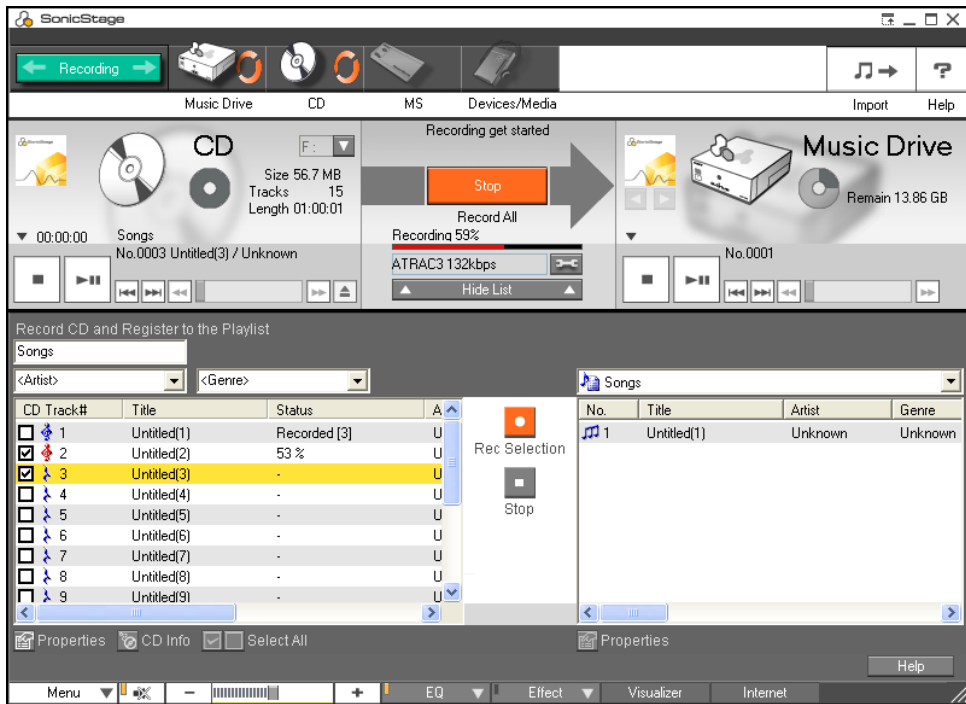 SonicStage
Recording
Music Drive
CD
MS
Devices/Media
Import
Help
CD
F:
Size 56.7 MB
Tracks 15
Length 01:00:01
00:00:00
Songs
No.0003 Untitled(3) / Unknown
Recording get started
Stop
Record All
Recording 59%
ATRAC3 132kbps
Hide List
Music Drive
Remain 13.86 GB
No.0001
Record CD and Register to the Playlist
Songs
<Artist>
<Genre>
CD Track# Title Status A
1 Untitled(1) Recorded [3] U
2 Untitled(2) 53 % U
3 Untitled(3) - U
4 Untitled(4) - U
5 Untitled(5) - U
6 Untitled(6) - U
7 Untitled(7) - U
8 Untitled(8) - U
9 Untitled(9) - U
Rec Selection
Stop
Songs
No. Title Artist Genre
1 Untitled(1) Unknown Unknown
Properties CD Info Select All
Properties
Help
Menu
EQ
Effect
Visualizer
Internet